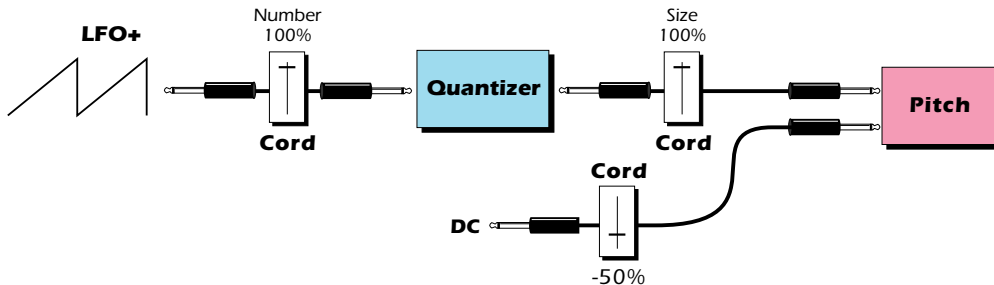 LFO+
Number
100%
Cord
Quantizer
Size
100%
Cord
Pitch
DC
Cord
-50%